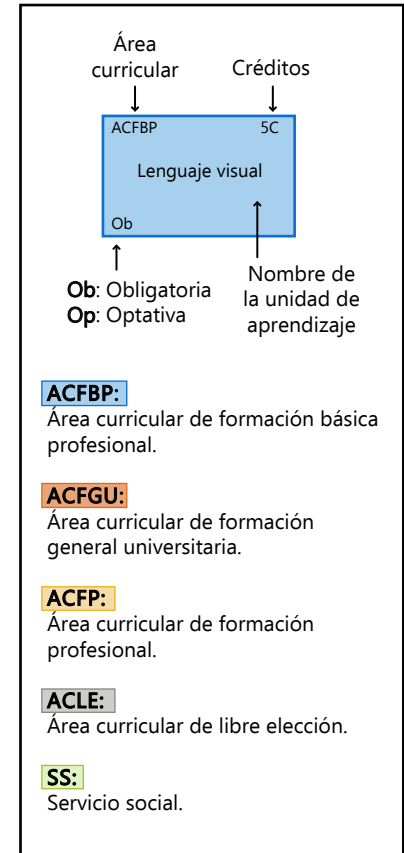 Área
curricular
Créditos
ACFBP
5C
Lenguaje visual
Ob
Ob: Obligatoria
Op: Optativa
Nombre de
la unidad de
aprendizaje
ACFBP:
Área curricular de formación básica
profesional.
ACFGU:
Área curricular de formación
general universitaria.
ACFP:
Área curricular de formación
profesional.
ACLE:
Área curricular de libre elección.
SS:
Servicio social.